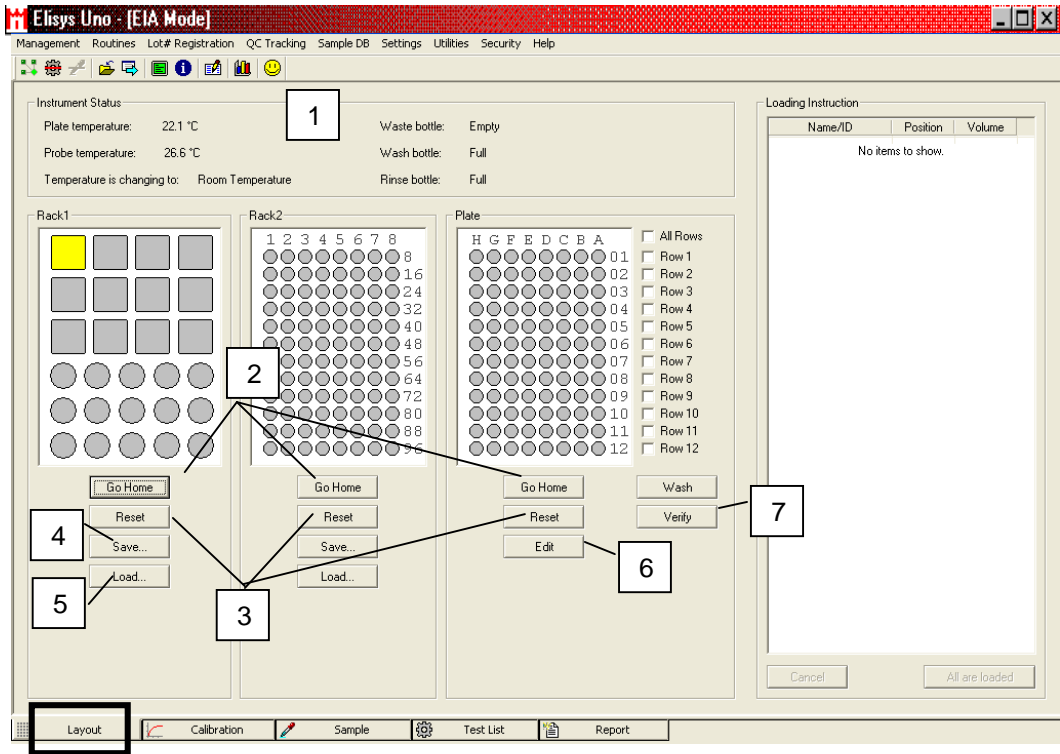 Elisys Uno - [EIA Mode]
Management Routines Lot# Registration QC Tracking Sample DB Settings Utilities Security Help
Instrument Status
1
Plate temperature: 22.1 °C Waste bottle: Empty
Probe temperature: 26.6 °C Wash bottle: Full
Temperature is changing to: Room Temperature Rinse bottle: Full
Loading Instruction
Name/ID Position Volume
No items to show.
Rack1
Rack2
1 2 3 4 5 6 7 8
8
16
24
32
40
48
56
64
72
80
88
96
Plate
H G F E D C B A
01
02
03
04
05
06
07
08
09
10
11
12
All Rows
Row 1
Row 2
Row 3
Row 4
Row 5
Row 6
Row 7
Row 8
Row 9
Row 10
Row 11
Row 12
2
Go Home Go Home Go Home Wash
Reset Reset Reset Verify
7
4
Save... Save... Edit
6
Load... Load...
5
3
Cancel All are loaded
Layout Calibration Sample Test List Report